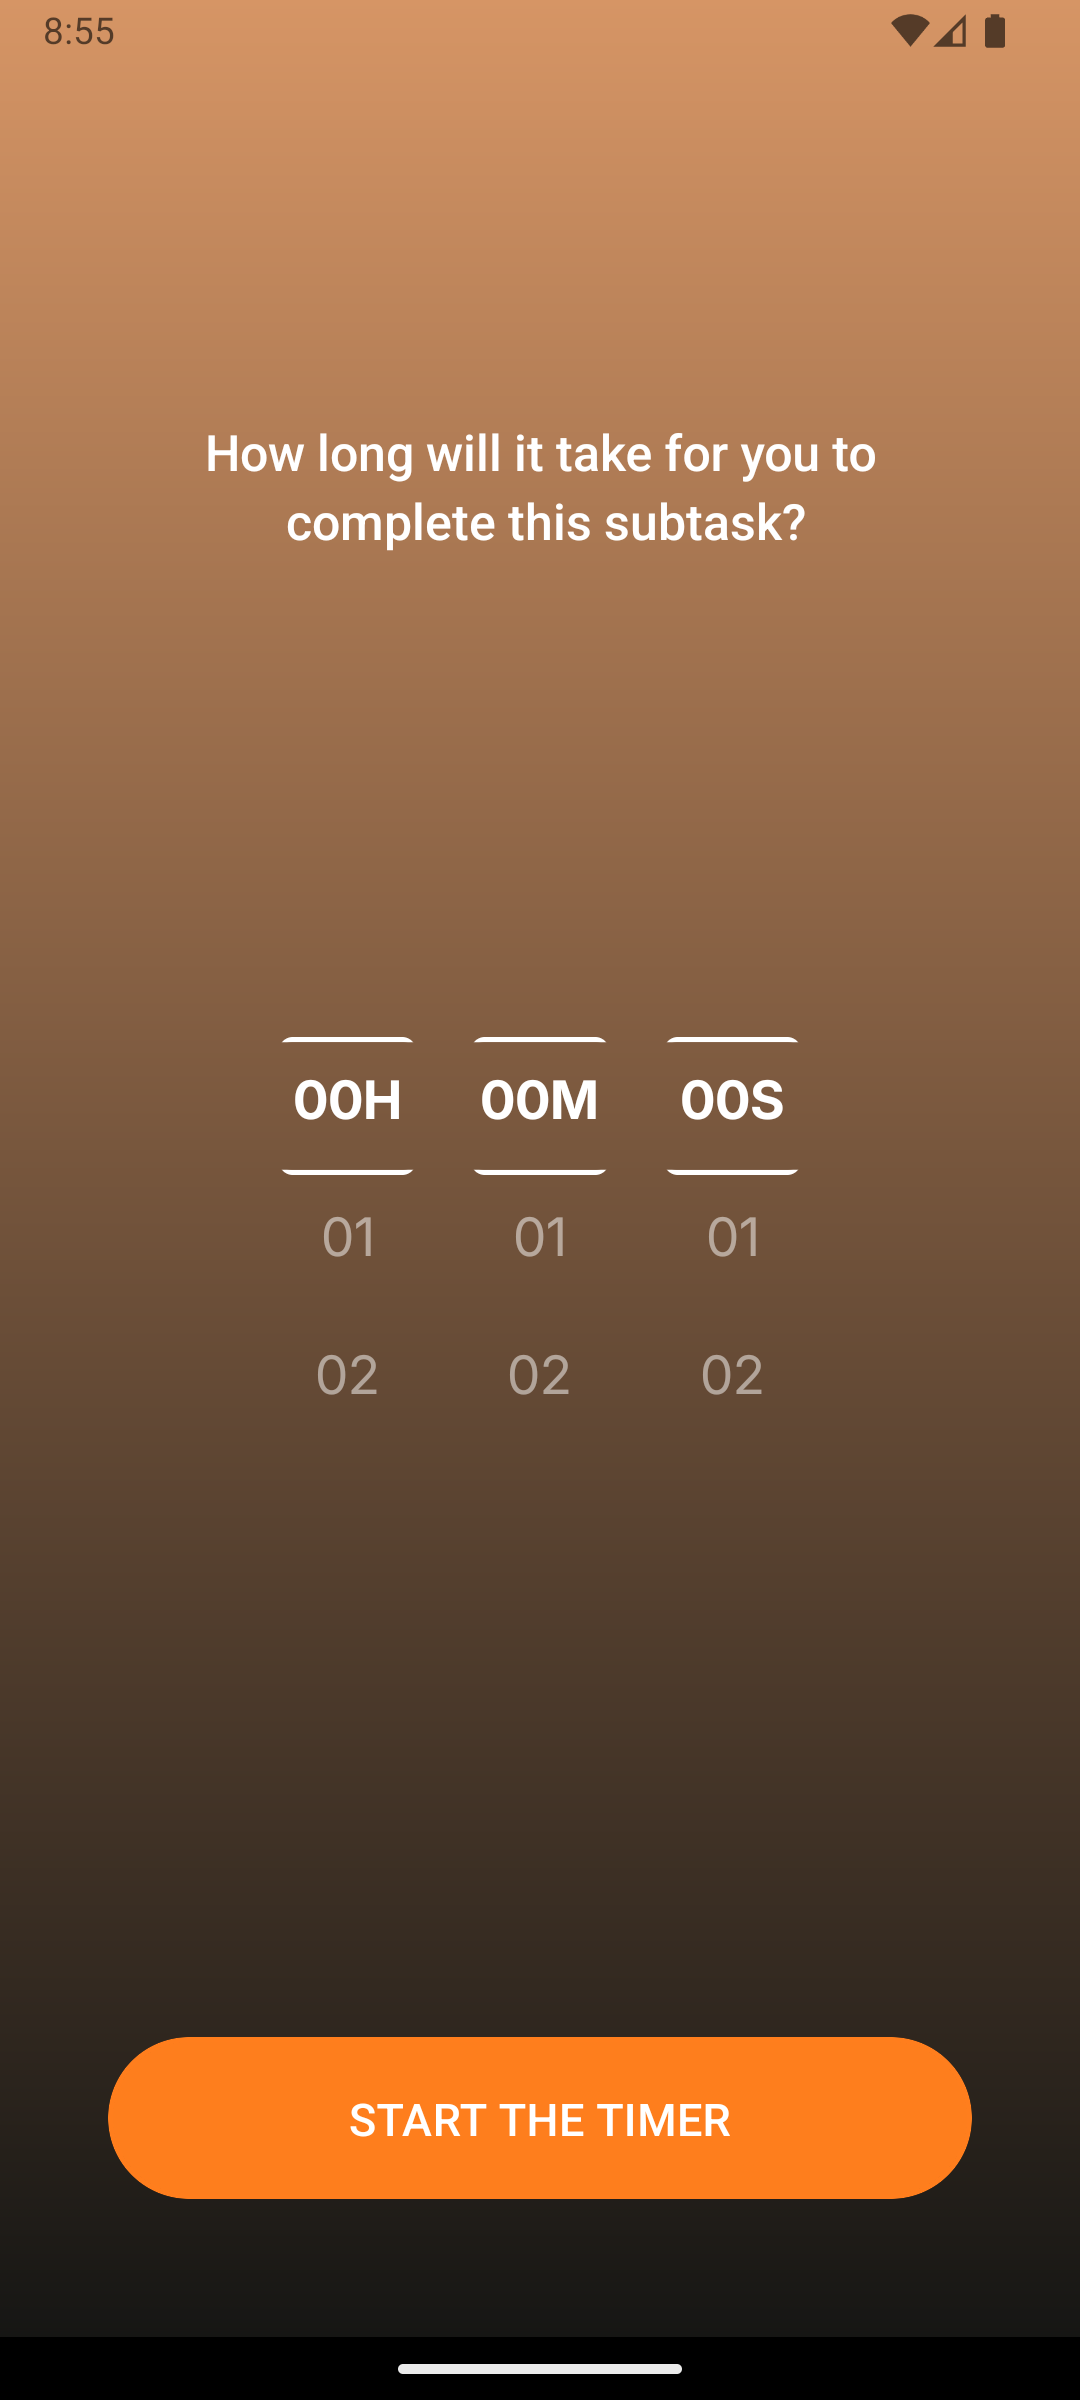 8:55
How long will it take for you to
complete this subtask?
00H 00M 00S
01 01 01
02 02 02
START THE TIMER